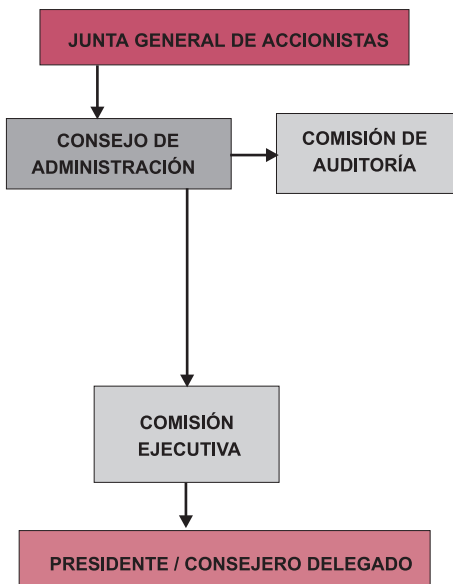 JUNTA GENERAL DE ACCIONISTAS
CONSEJO DE
ADMINISTRACIÓN
COMISIÓN DE
AUDITORÍA
COMISIÓN
EJECUTIVA
PRESIDENTE / CONSEJERO DELEGADO